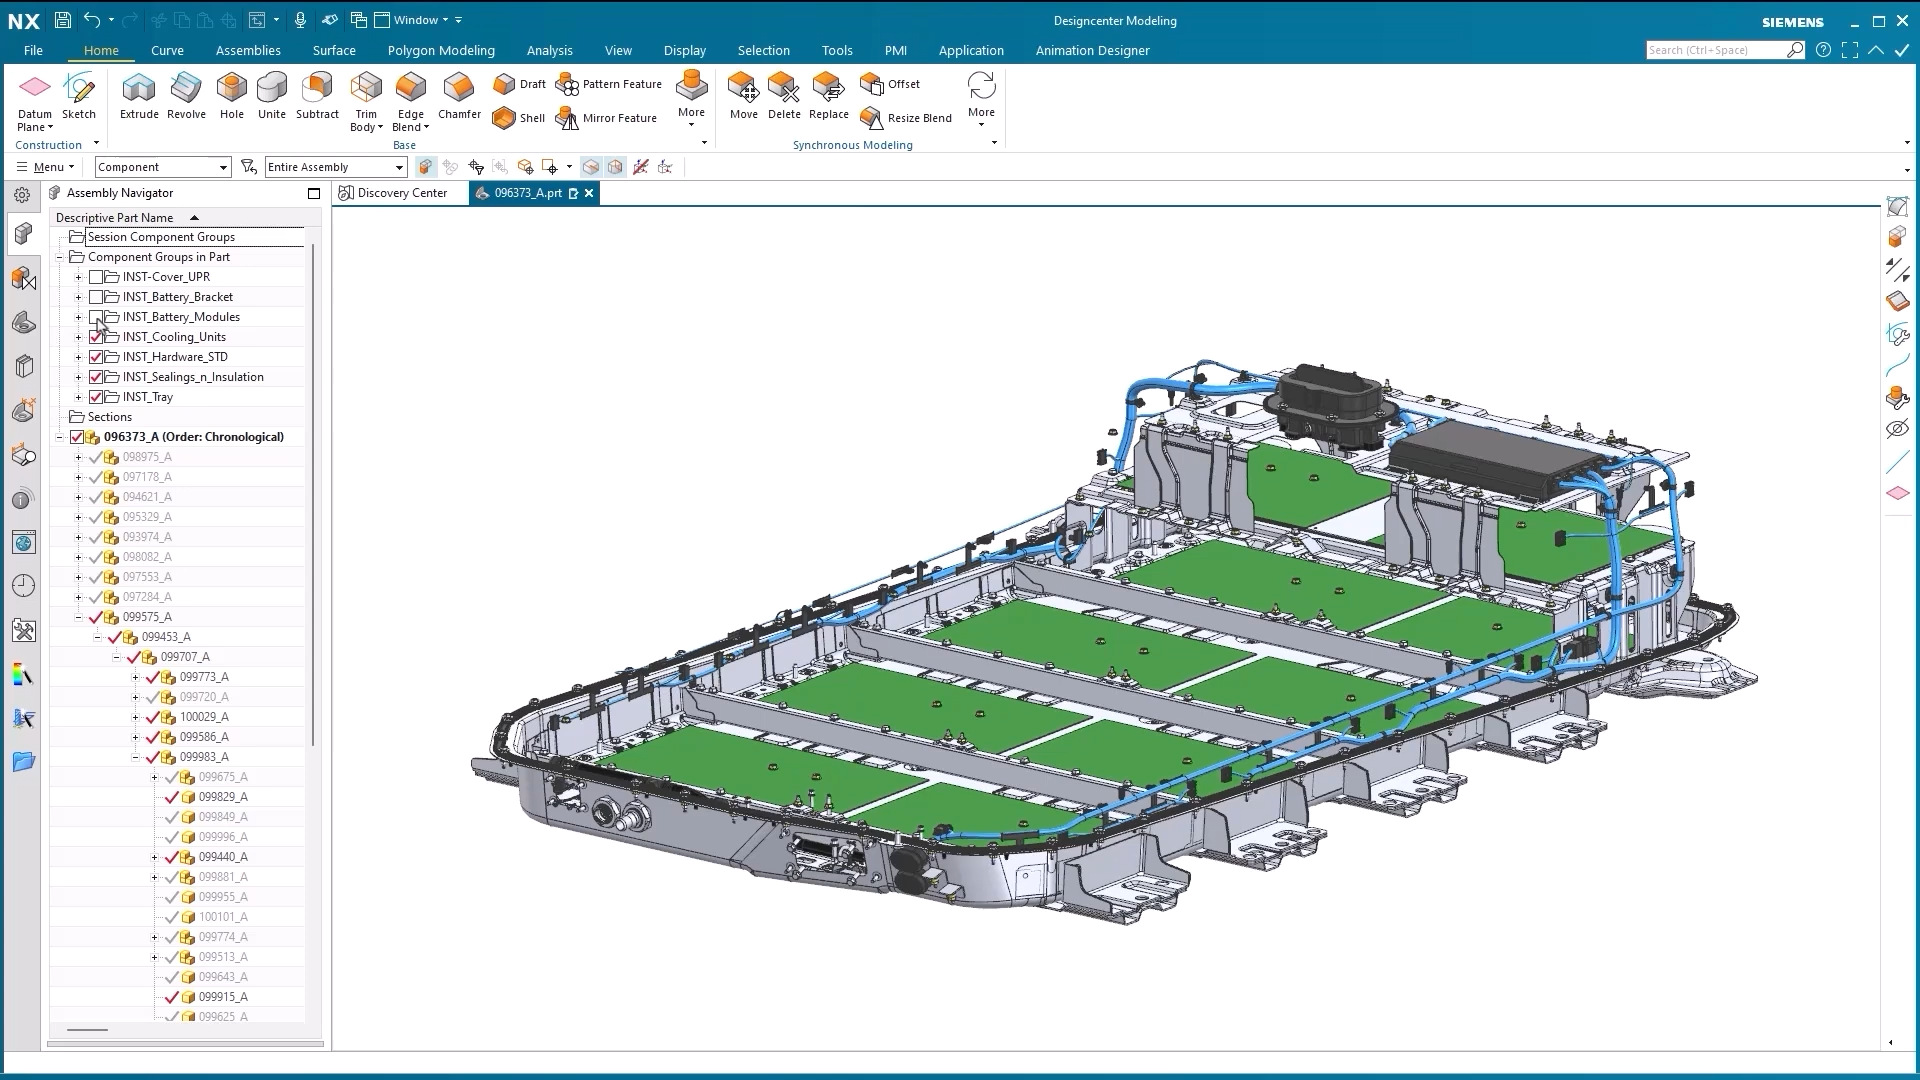 NX
Window
Designcenter Modeling
SIEMENS
File Home Curve Assemblies Surface Polygon Modeling Analysis View Display Selection Tools PMI Application Animation Designer
Search (Ctrl+Space)
Datum Plane
Sketch
Extrude
Revolve
Hole
Unite
Subtract
Trim Body
Edge Blend
Chamfer
Draft
Shell
Pattern Feature
Mirror Feature
More
Move
Delete
Replace
Offset
Resize Blend
More
Construction
Base
Synchronous Modeling
Menu
Component
Entire Assembly
Assembly Navigator
Discovery Center
096373_A.prt
Descriptive Part Name
Session Component Groups
Component Groups in Part
INST-Cover_UPR
INST_Battery_Bracket
INST_Battery_Modules
INST_Cooling_Units
INST_Hardware_STD
INST_Sealings_n_Insulation
INST_Tray
Sections
096373_A (Order: Chronological)
098975_A
097178_A
094621_A
095329_A
093974_A
098082_A
097553_A
097284_A
099575_A
099453_A
099707_A
099773_A
099720_A
100029_A
099586_A
099983_A
099675_A
099829_A
099849_A
099996_A
099440_A
099881_A
099955_A
100101_A
099774_A
099513_A
099643_A
099915_A
099625_A